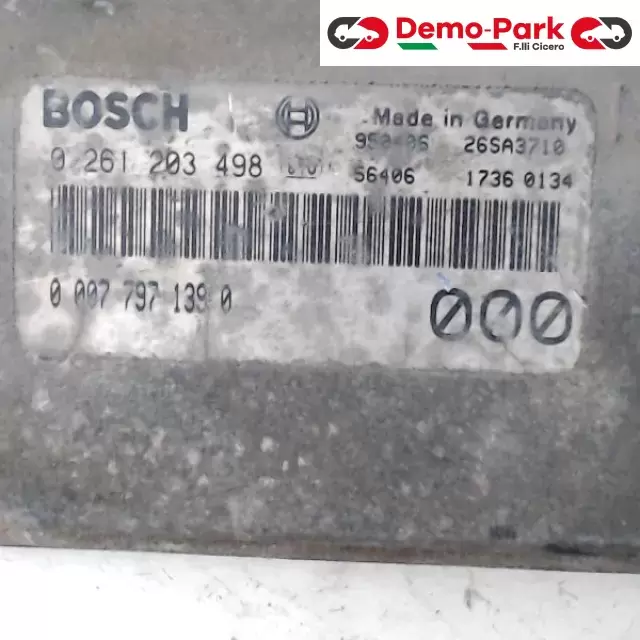 Demo-Park
F.lli Cicero
BOSCH
Made in Germany
26SA3710
0 261 203 498
56406 1736 0134
0 007 797 139 0
000